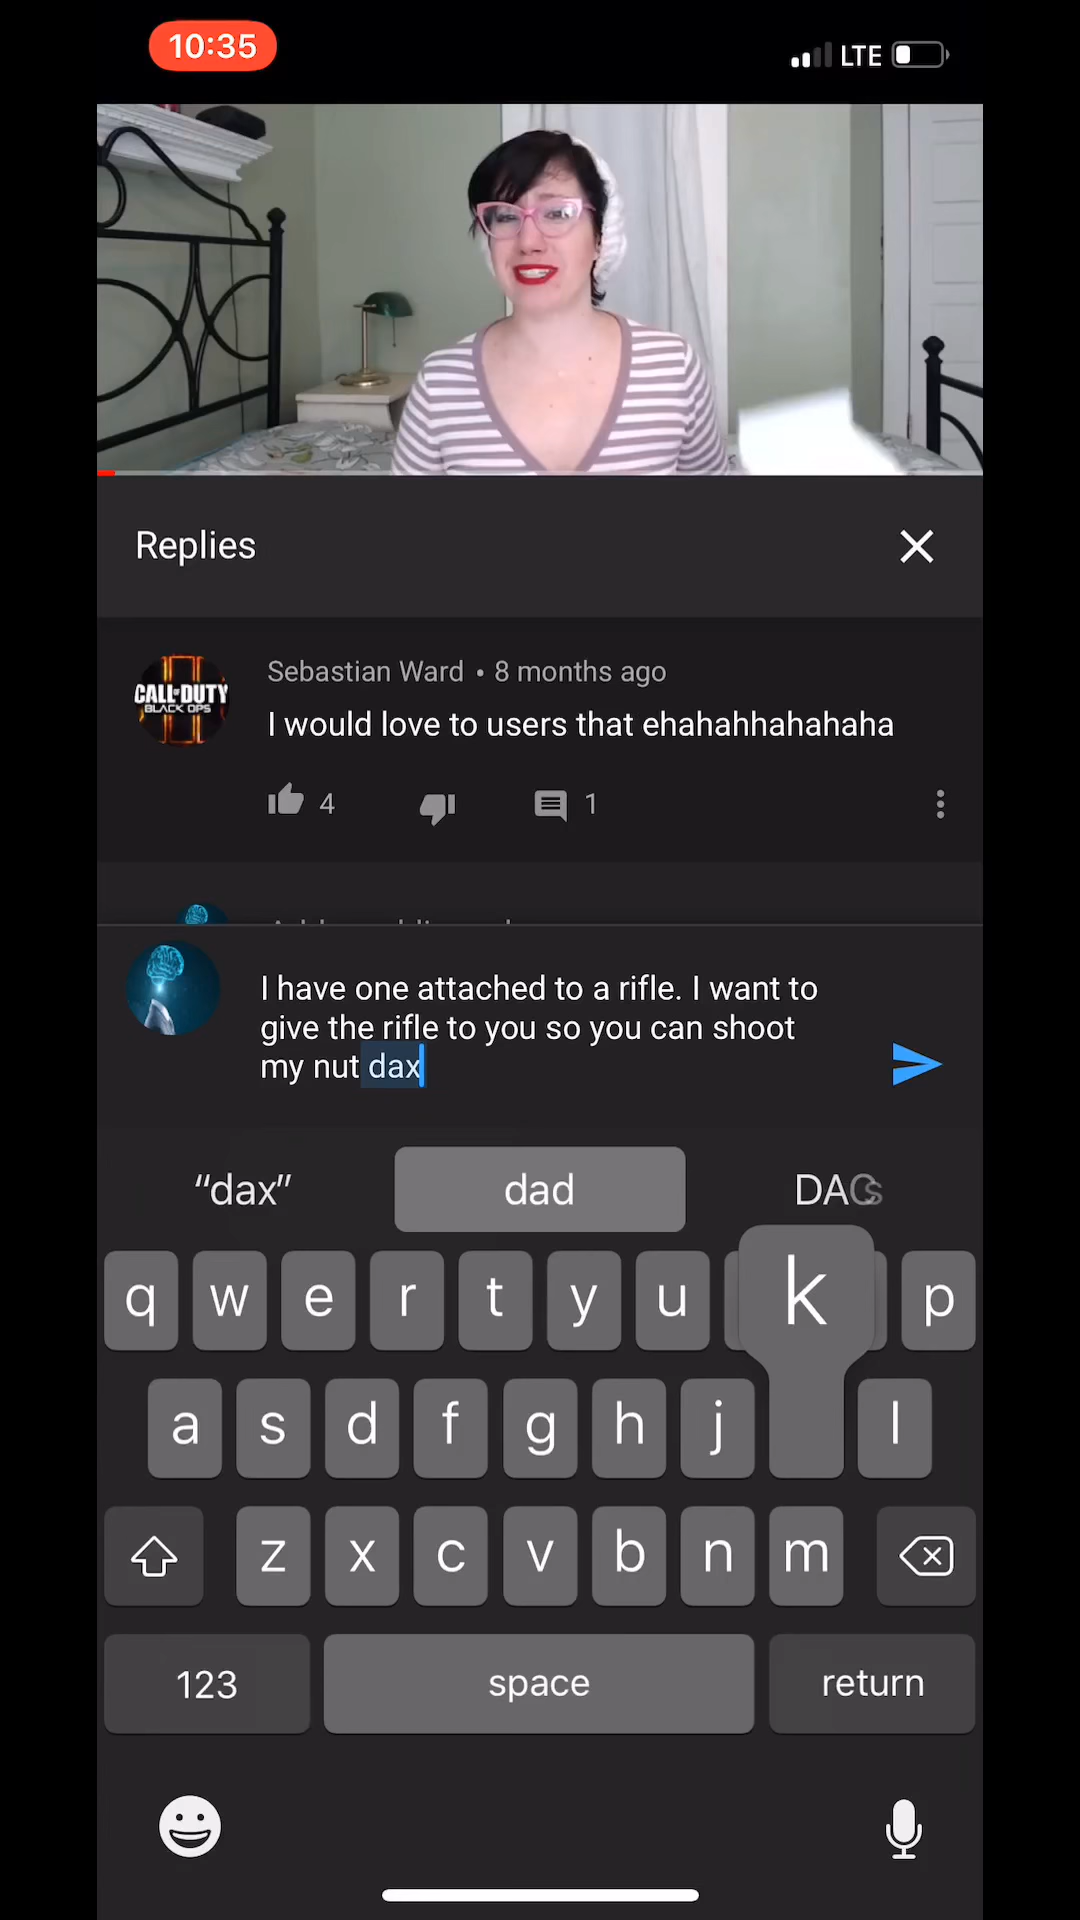 10:35
LTE
Replies
CALL OF DUTY
BLACK OPS
Sebastian Ward • 8 months ago
I would love to users that ehahahhahahaha
4
1
I have one attached to a rifle. I want to
give the rifle to you so you can shoot
my nut dax
“dax” dad
q w e r t y u k p
a s d f g h j l
z x c v b n m
123 space return